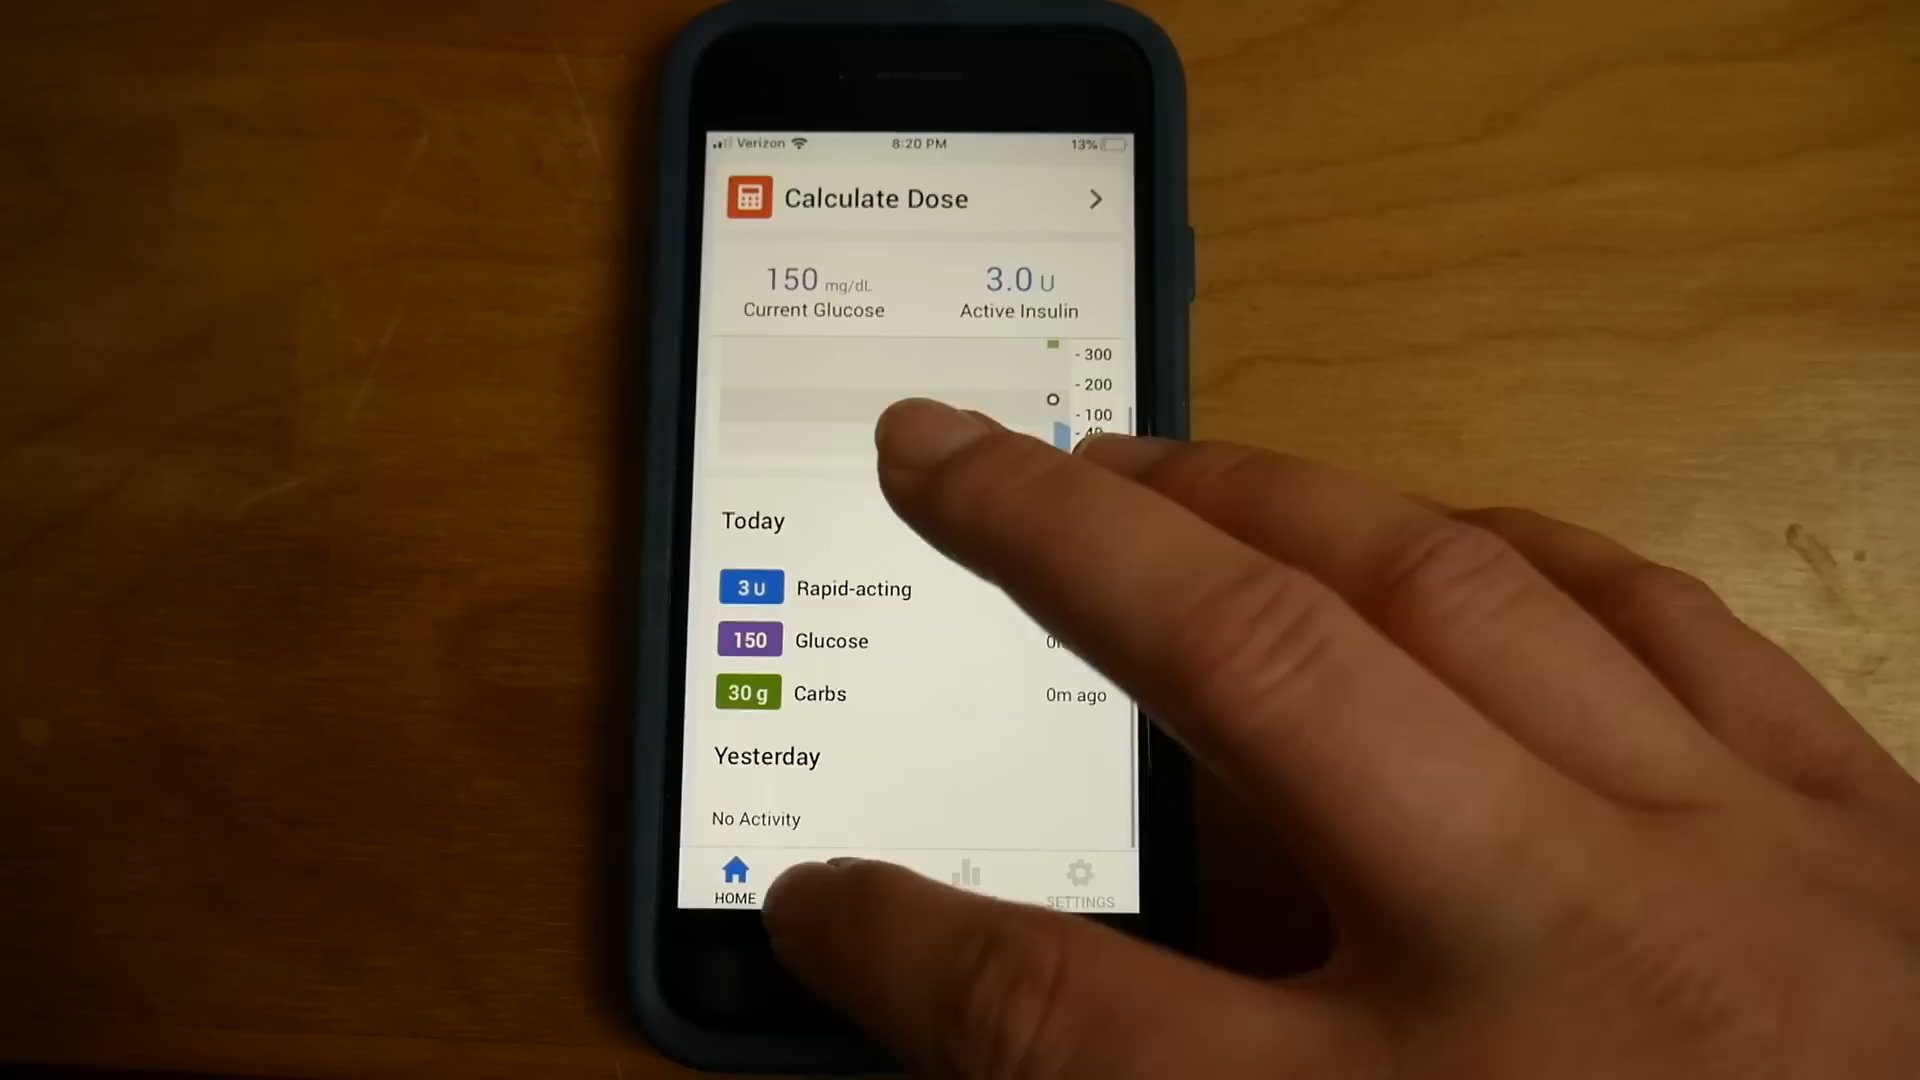 Verizon 8:20 PM 13%
Calculate Dose
150 mg/dL 3.0 U
Current Glucose Active Insulin
- 300
- 200
- 100
- 40
Today
3 U Rapid-acting
150 Glucose
30 g Carbs 0m ago
Yesterday
No Activity
HOME SETTINGS